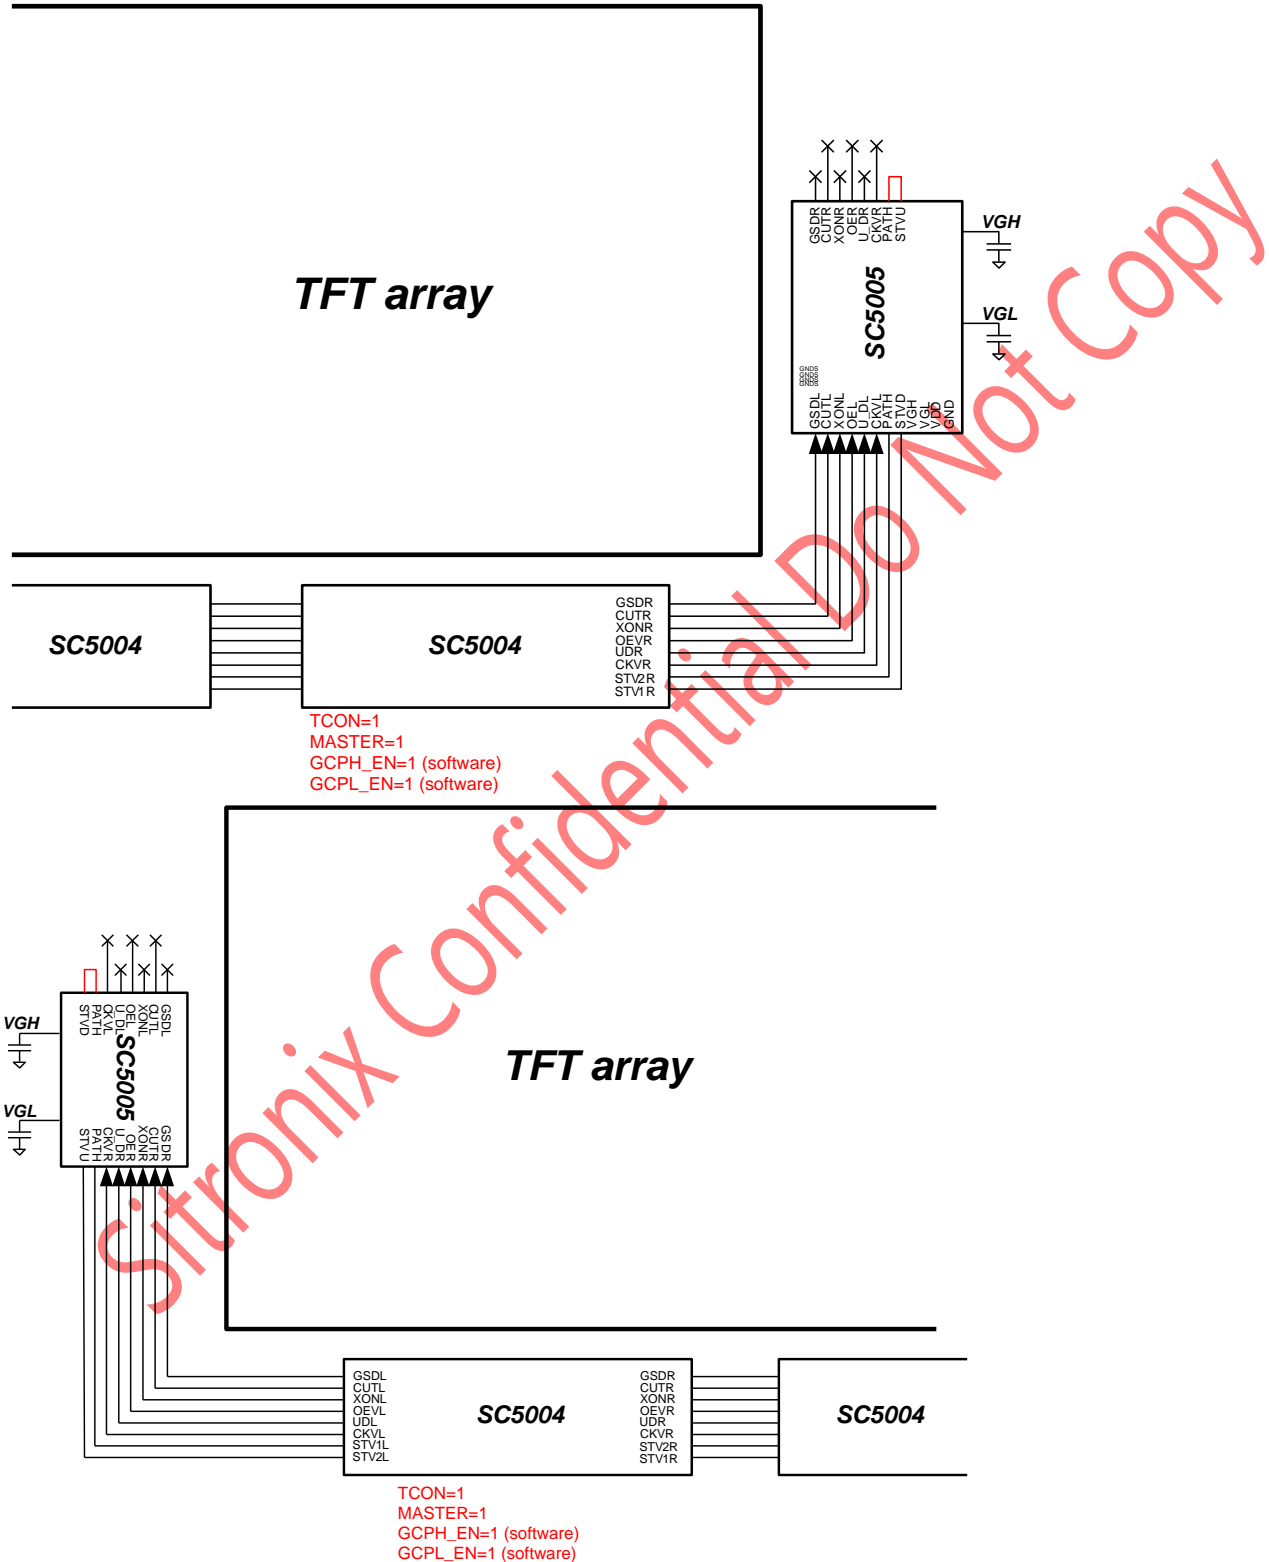 TFT array
GSDR
CUTR
XONR
OER
U_DR
CKVR
PATH
STVU
VGH
SC5005
VGL
GNDS
GNDS
GNDS
GNDS
GSDL
CUTL
XONL
OEL
U_DL
CKVL
PATH
STVD
VGH
VGL
VDD
GND
SC5004
SC5004
GSDR
CUTR
XONR
OEVR
UDR
CKVR
STV2R
STV1R
TCON=1
MASTER=1
GCPH_EN=1 (software)
GCPL_EN=1 (software)
TFT array
STVD
PATH
CKVL
U_DL
OEL
XONL
CUTL
GSDL
VGH
SC5005
VGL
STVU
PATH
CKVR
U_DR
OER
XONR
CUTR
GSDR
GSDL
CUTL
XONL
OEVL
UDL
CKVL
STV1L
STV2L
SC5004
GSDR
CUTR
XONR
OEVR
UDR
CKVR
STV2R
STV1R
SC5004
TCON=1
MASTER=1
GCPH_EN=1 (software)
GCPL_EN=1 (software)
Sitronix Confidential Do Not Copy